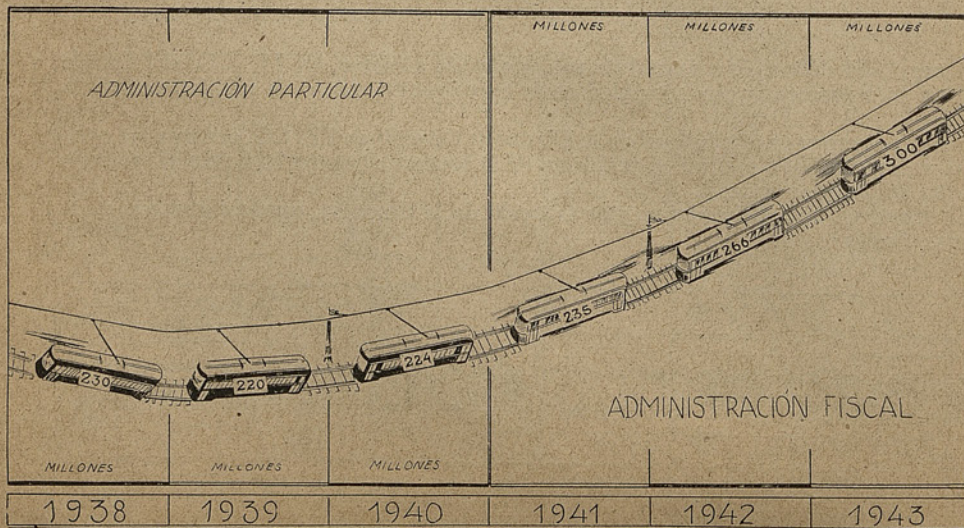 MILLONES MILLONES MILLONES
ADMINISTRACIÓN PARTICULAR
300
266
235
224
220
230
ADMINISTRACIÓN FISCAL
MILLONES MILLONES MILLONES
1938 1939 1940 1941 1942 1943